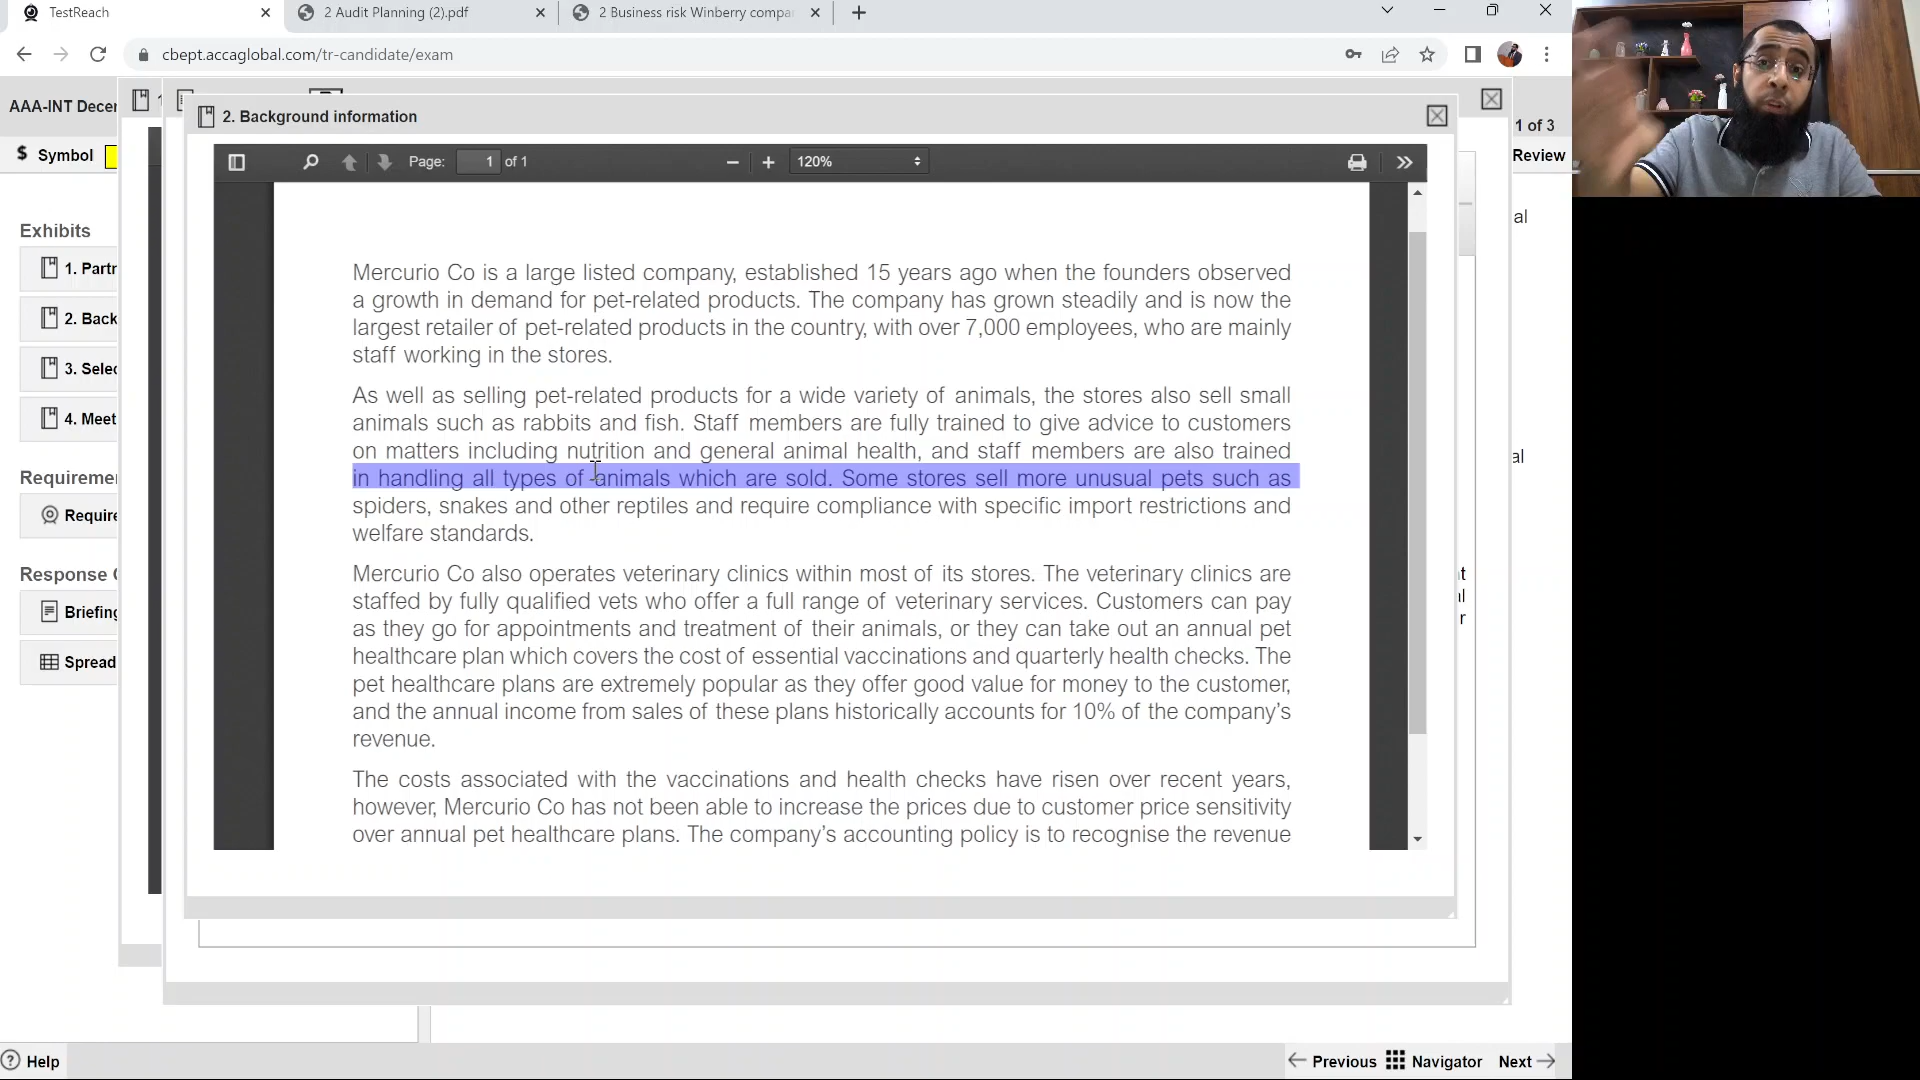 TestReach
2 Audit Planning (2).pdf
2 Business risk Winberry compa
cbept.accaglobal.com/tr-candidate/exam
AAA-INT Decer
1 of 3
Symbol
Review
2. Background information
Page: 1 of 1
120%
Exhibits
1. Partr
2. Back
3. Selec
4. Meet
Requireme
Require
Response
Briefing
Spread
al
al
Mercurio Co is a large listed company, established 15 years ago when the founders observed
a growth in demand for pet-related products. The company has grown steadily and is now the
largest retailer of pet-related products in the country, with over 7,000 employees, who are mainly
staff working in the stores.
As well as selling pet-related products for a wide variety of animals, the stores also sell small
animals such as rabbits and fish. Staff members are fully trained to give advice to customers
on matters including nutrition and general animal health, and staff members are also trained
in handling all types of animals which are sold. Some stores sell more unusual pets such as
spiders, snakes and other reptiles and require compliance with specific import restrictions and
welfare standards.
Mercurio Co also operates veterinary clinics within most of its stores. The veterinary clinics are
staffed by fully qualified vets who offer a full range of veterinary services. Customers can pay
as they go for appointments and treatment of their animals, or they can take out an annual pet
healthcare plan which covers the cost of essential vaccinations and quarterly health checks. The
pet healthcare plans are extremely popular as they offer good value for money to the customer,
and the annual income from sales of these plans historically accounts for 10% of the company's
revenue.
The costs associated with the vaccinations and health checks have risen over recent years,
however, Mercurio Co has not been able to increase the prices due to customer price sensitivity
over annual pet healthcare plans. The company's accounting policy is to recognise the revenue
Help
Previous
Navigator
Next